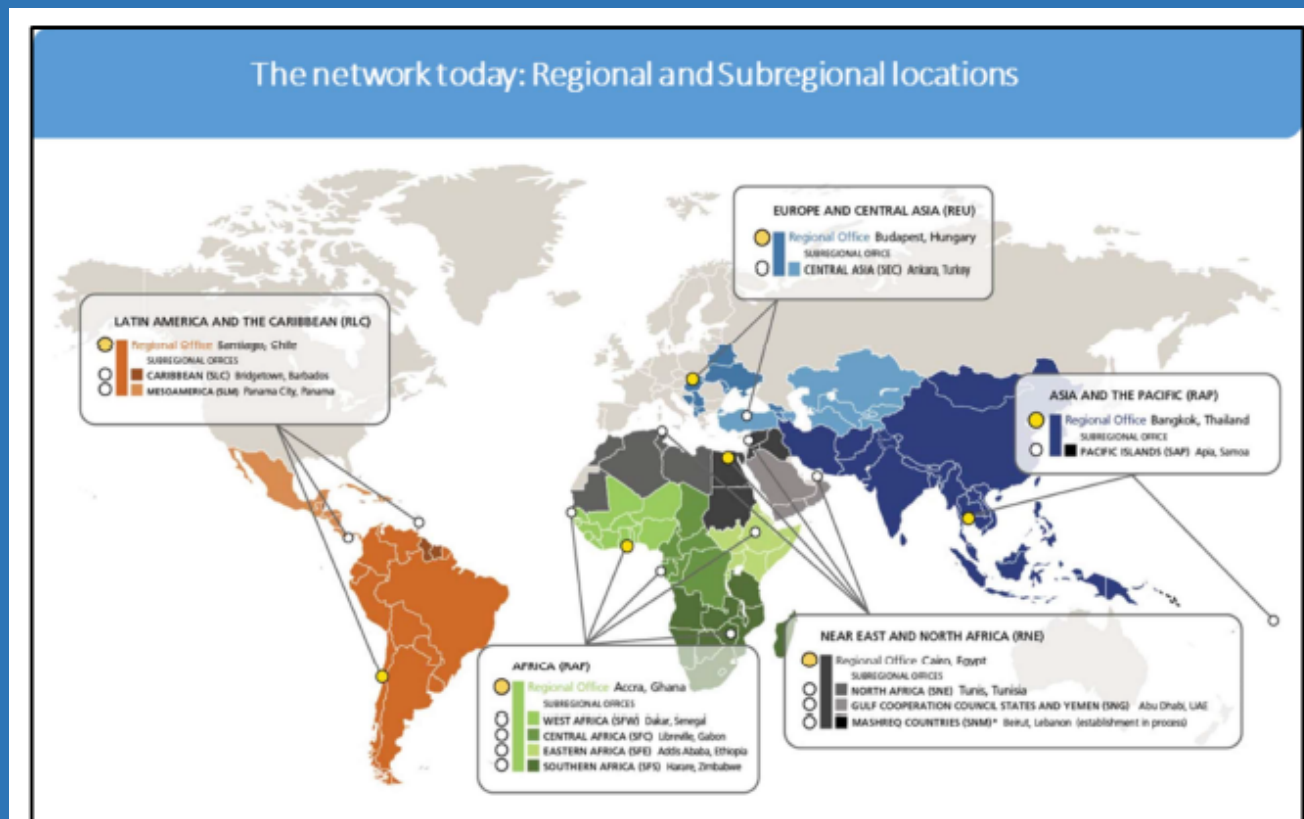 The network today: Regional and Subregional locations
EUROPE AND CENTRAL ASIA (REU)
Regional Office Budapest, Hungary
SUBREGIONAL OFFICE
CENTRAL ASIA (SEC) Ankara, Turkey
LATIN AMERICA AND THE CARIBBEAN (RLC)
Regional Office Santiago, Chile
SUBREGIONAL OFFICES
CARIBBEAN (SLC) Bridgetown, Barbados
MESOAMERICA (SLM) Panama City, Panama
ASIA AND THE PACIFIC (RAP)
Regional Office Bangkok, Thailand
SUBREGIONAL OFFICE
PACIFIC ISLANDS (SAP) Apia, Samoa
NEAR EAST AND NORTH AFRICA (RNE)
Regional Office Cairo, Egypt
SUBREGIONAL OFFICES
NORTH AFRICA (SNE) Tunis, Tunisia
GULF COOPERATION COUNCIL STATES AND YEMEN (SNG) Abu Dhabi, UAE
MASHREQ COUNTRIES (SNM)* Beirut, Lebanon (establishment in process)
AFRICA (RAF)
Regional Office Accra, Ghana
SUBREGIONAL OFFICES
WEST AFRICA (SFW) Dakar, Senegal
CENTRAL AFRICA (SFC) Libreville, Gabon
EASTERN AFRICA (SFE) Addis Ababa, Ethiopia
SOUTHERN AFRICA (SFS) Harare, Zimbabwe